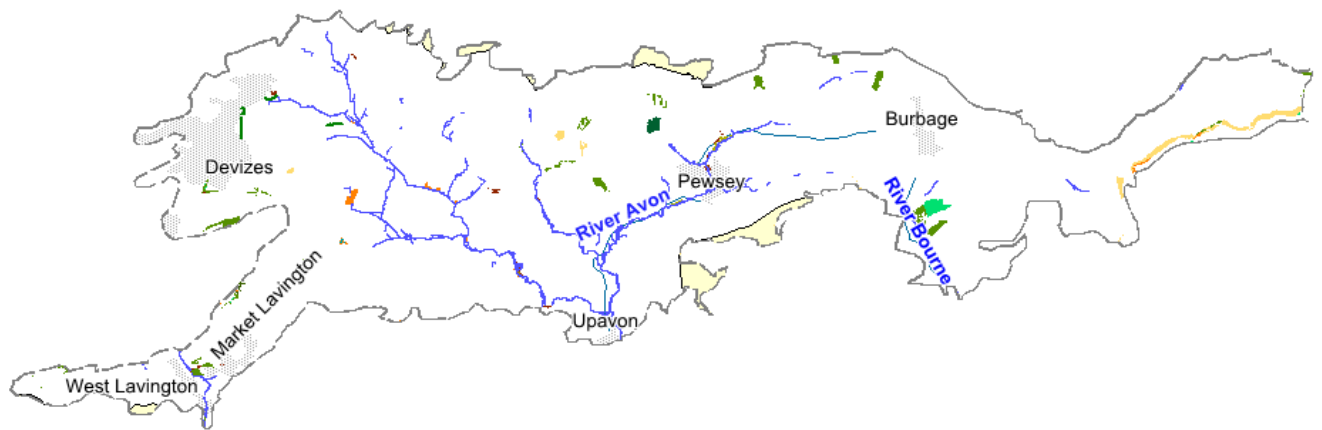 Burbage
Devizes
Pewsey
River Avon
River Bourne
Market Lavington
Upavon
West Lavington